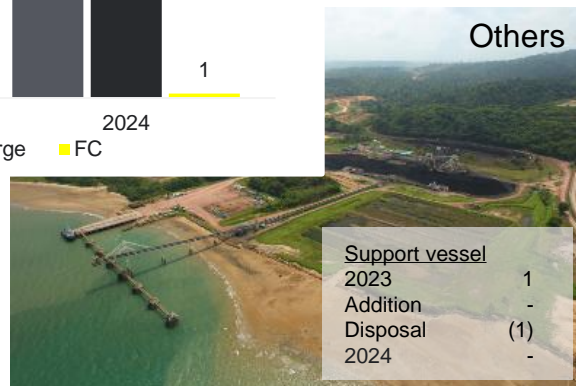 Others
1
2024
rge FC
Support vessel
2023 1
Addition -
Disposal (1)
2024 -